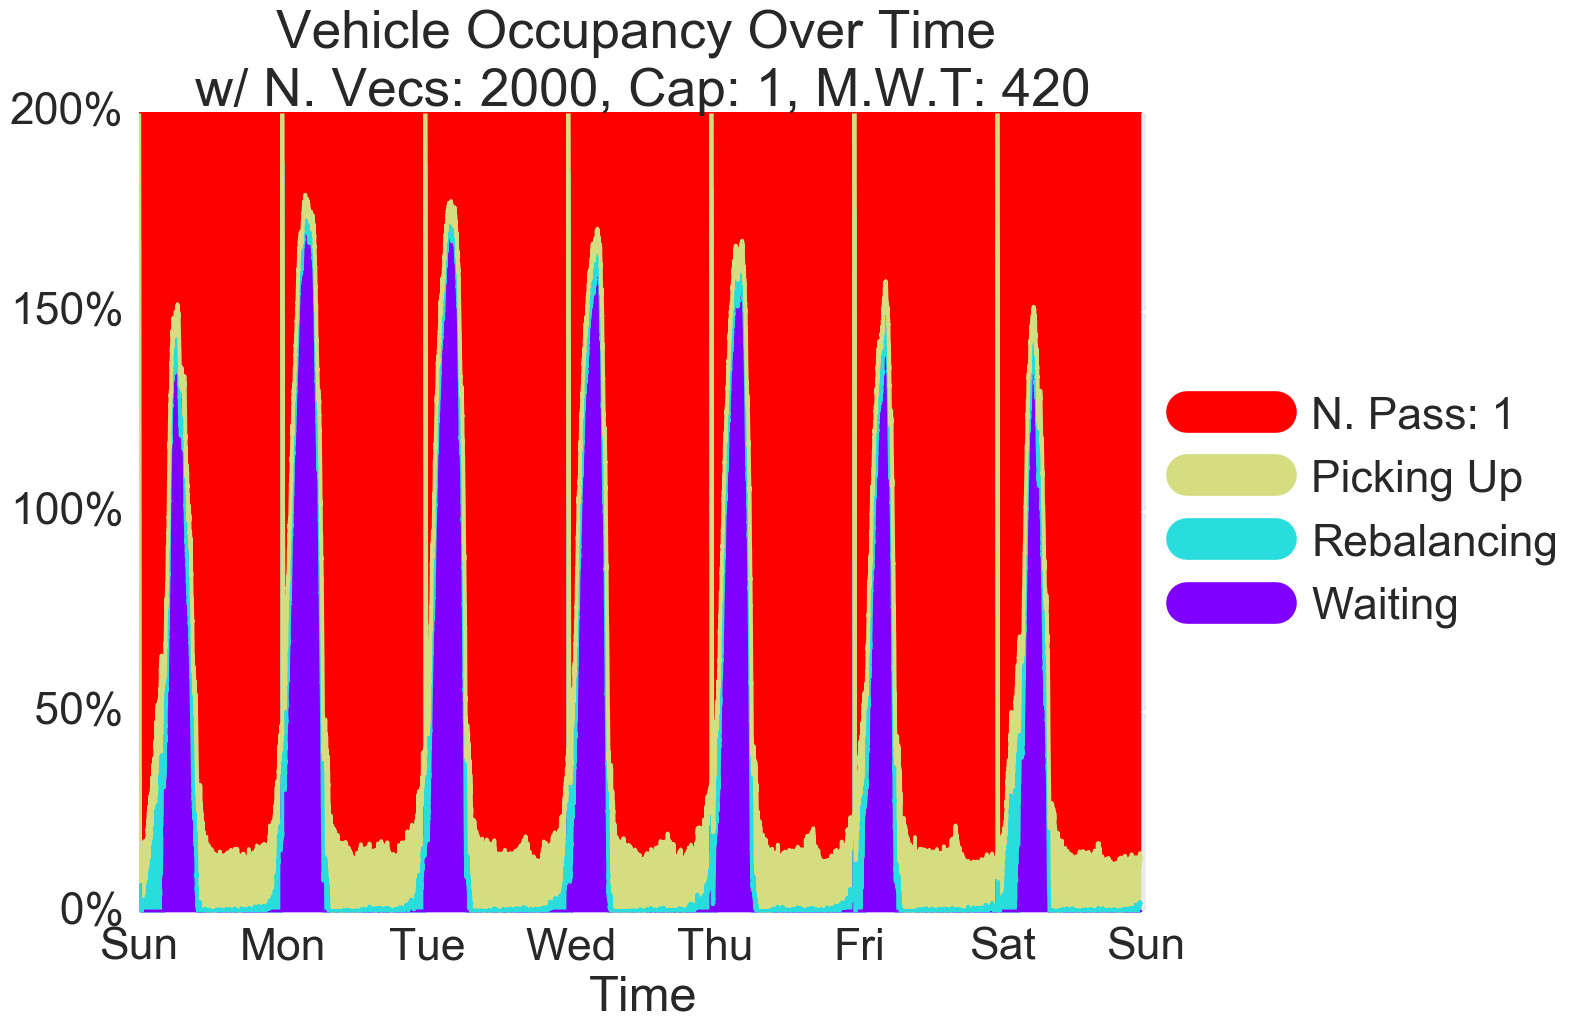 Vehicle Occupancy Over Time
w/ N. Vecs: 2000, Cap: 1, M.W.T: 420
200%
150%
100%
50%
0%
Sun Mon Tue Wed Thu Fri Sat Sun
Time
N. Pass: 1
Picking Up
Rebalancing
Waiting